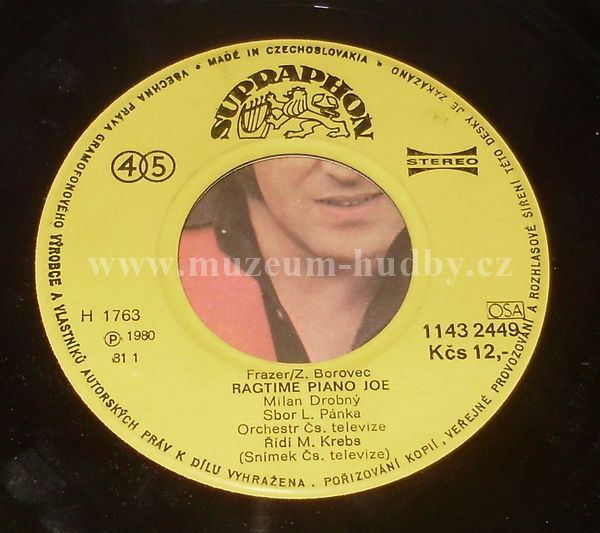 • MADE IN CZECHOSLOVAKIA • VŠECHNA PRÁVA GRAMOFONOVÉHO VÝROBCE A VLASTNÍKŮ AUTORSKÝCH PRÁV K DÍLU VYHRAŽENA. POŘIZOVÁNÍ KOPIÍ, VEŘEJNÉ PROVOZOVÁNÍ A ROZHLASOVÉ ŠÍŘENÍ TÉTO DESKY JE ZAKÁZÁNO
SUPRAPHON
45
STEREO
www.muzeum-hudby.cz
H 1763
Ⓟ 1980
81 1
OSA
1143 2449
Kčs 12,-
Frazer/Z. Borovec
RAGTIME PIANO JOE
Milan Drobný
Sbor L. Pánka
Orchestr Čs. televize
Řídí M. Krebs
(Snímek Čs. televize)